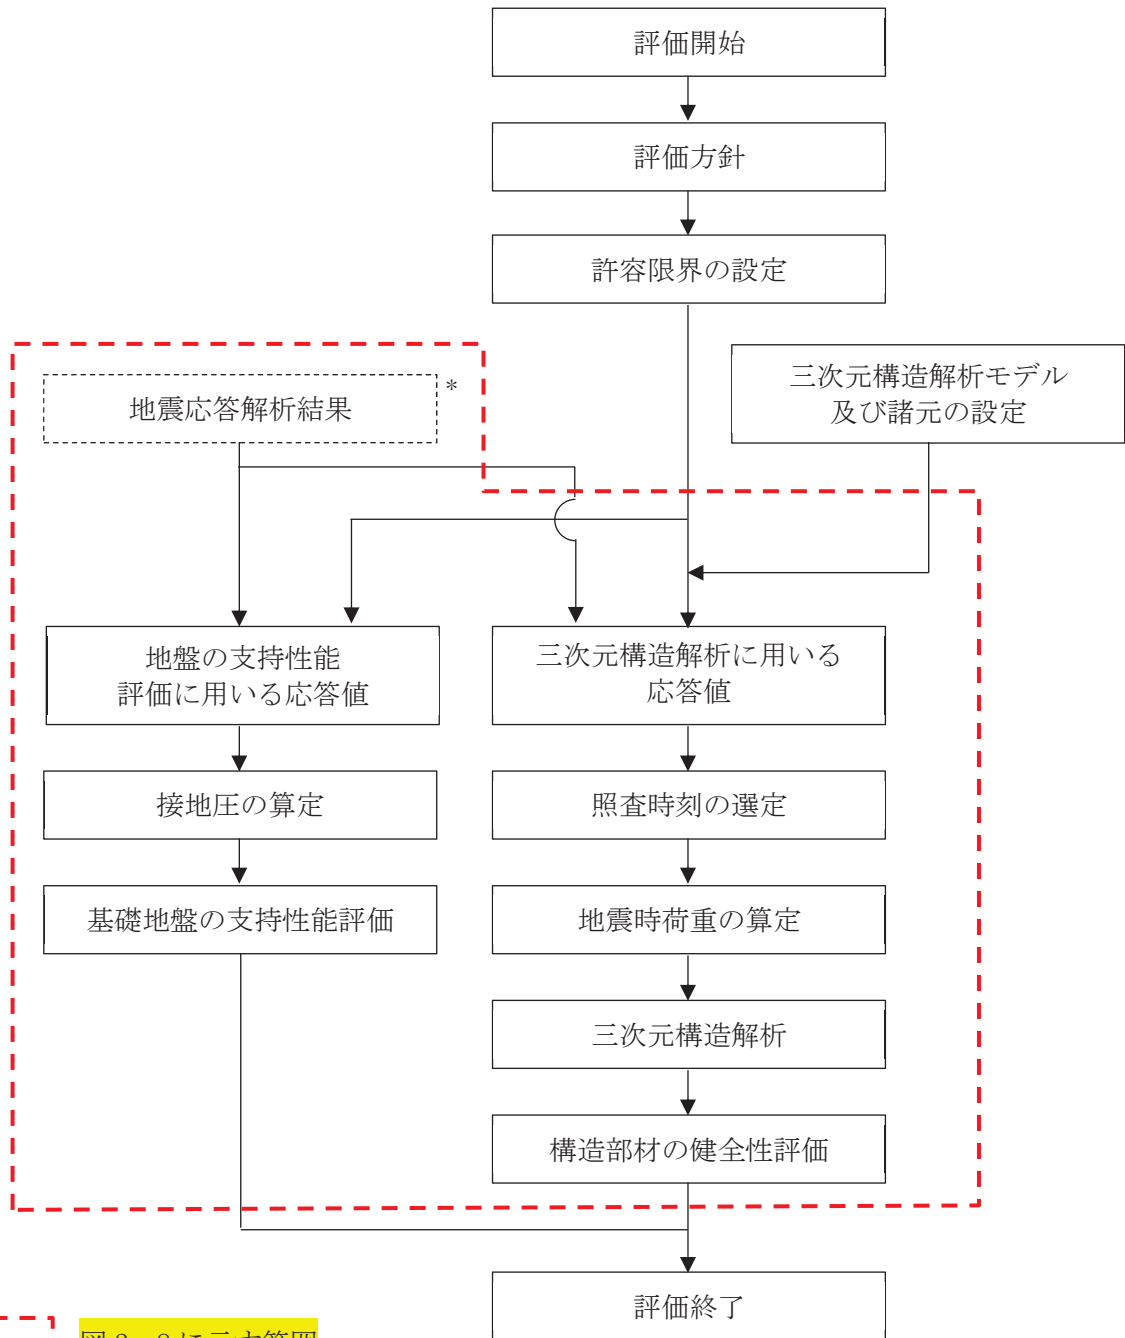 評価開始
評価方針
許容限界の設定
地震応答解析結果
*
三次元構造解析モデル
及び諸元の設定
地盤の支持性能
評価に用いる応答値
三次元構造解析に用いる
応答値
接地圧の算定
照査時刻の選定
基礎地盤の支持性能評価
地震時荷重の算定
三次元構造解析
構造部材の健全性評価
評価終了